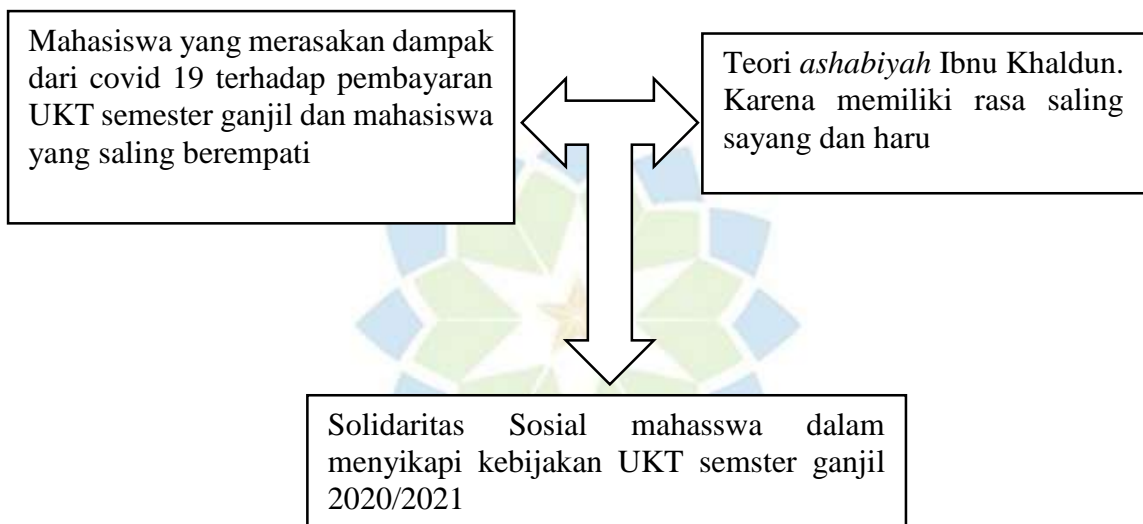 Mahasiswa yang merasakan dampak
dari covid 19 terhadap pembayaran
UKT semester ganjil dan mahasiswa
yang saling berempati
Teori ashabiyah Ibnu Khaldun.
Karena memiliki rasa saling
sayang dan haru
Solidaritas Sosial mahasswa dalam
menyikapi kebijakan UKT semster ganjil
2020/2021